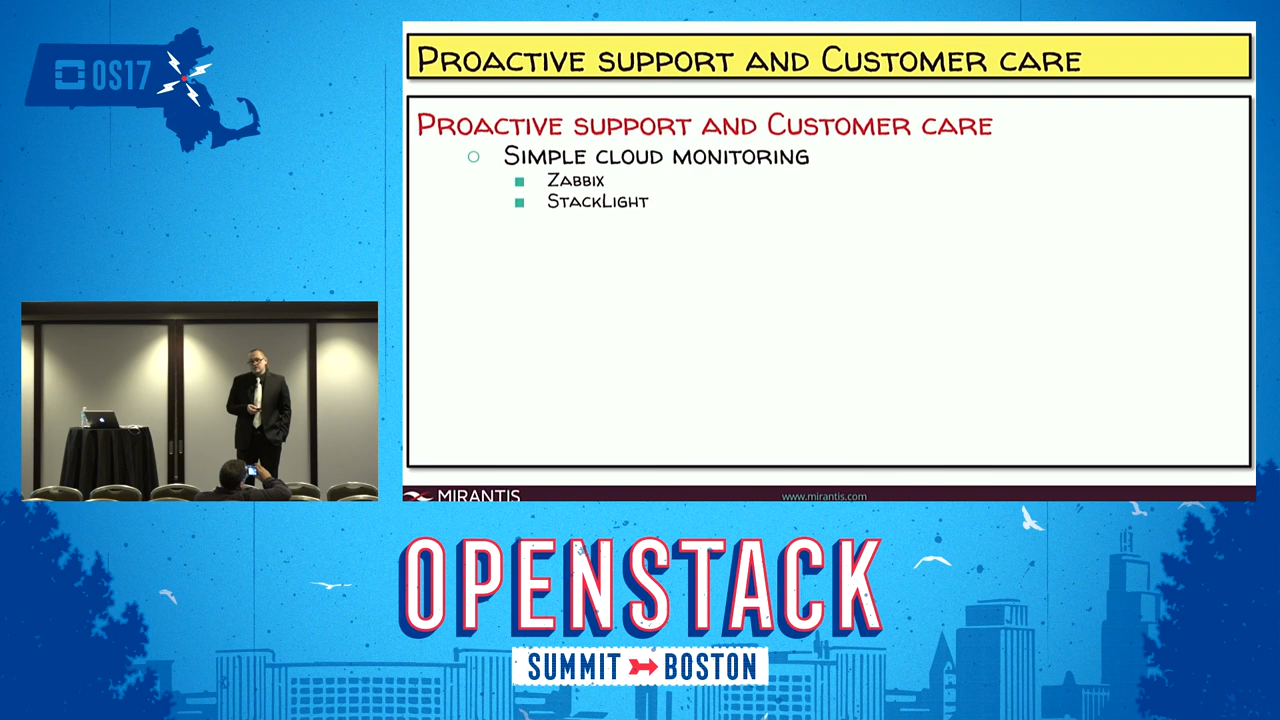 OS17
Proactive support and Customer care
Proactive support and Customer care
Simple cloud monitoring
Zabbix
StackLight
MIRANTIS
www.mirantis.com
OPENSTACK
SUMMIT BOSTON